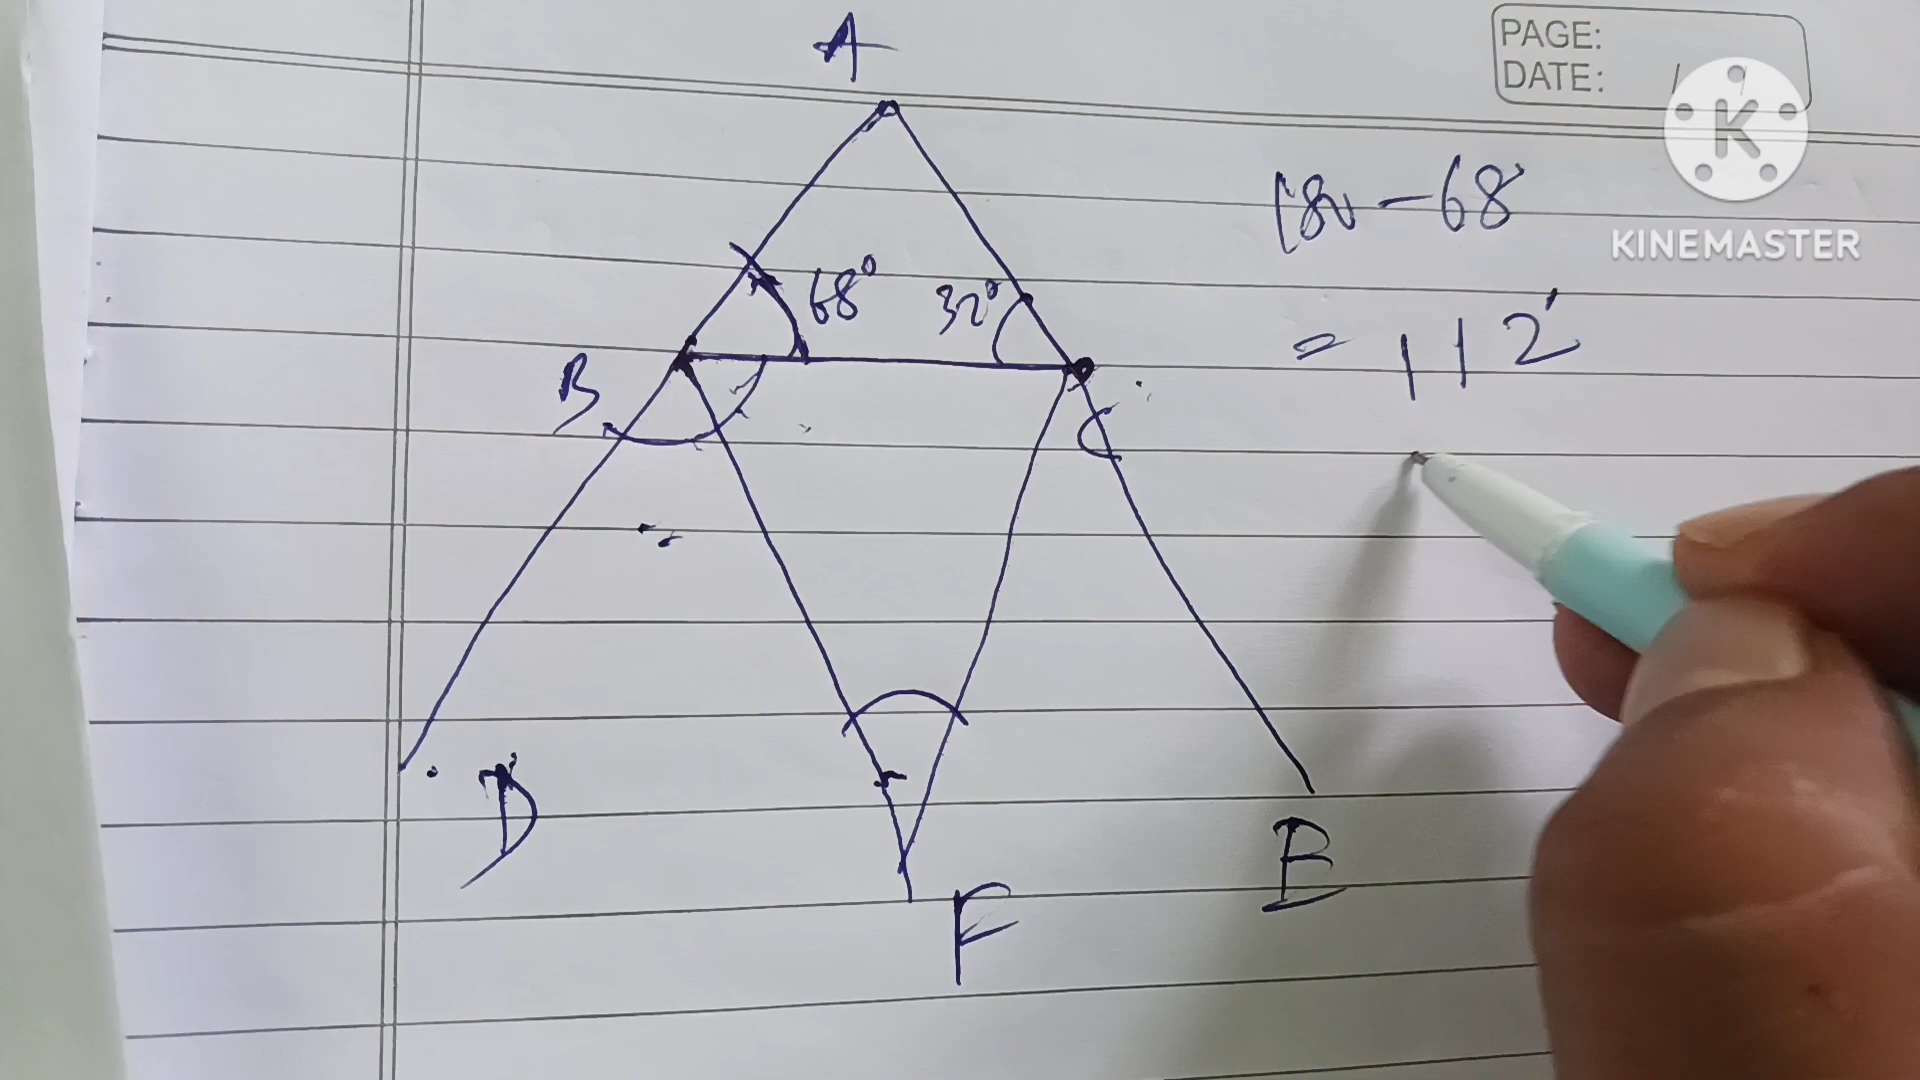 A
PAGE:
DATE: / /
K
KINEMASTER
180 - 68°
= 112°
68°
32°
B
C
D
B
F